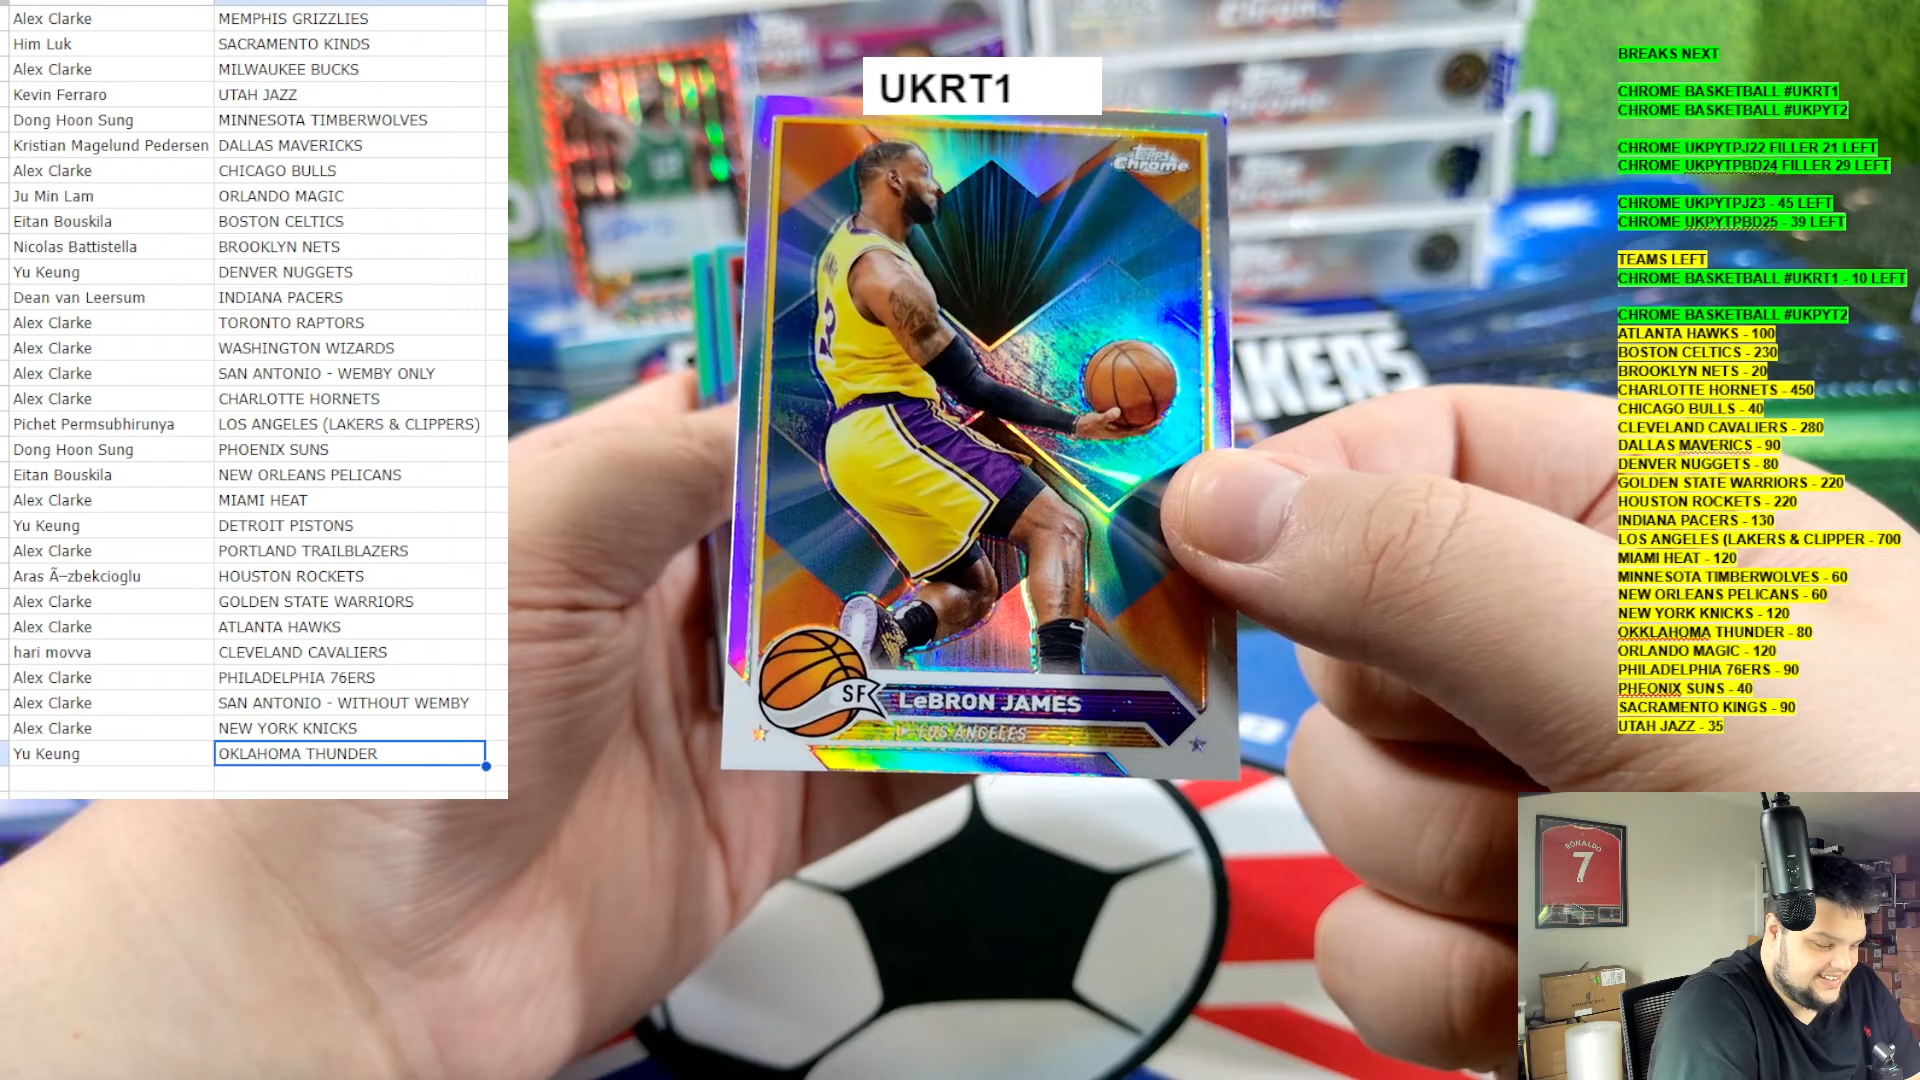 Alex Clarke MEMPHIS GRIZZLIES
Him Luk SACRAMENTO KINDS
Alex Clarke MILWAUKEE BUCKS
Kevin Ferraro UTAH JAZZ
Dong Hoon Sung MINNESOTA TIMBERWOLVES
Kristian Magelund Pedersen DALLAS MAVERICKS
Alex Clarke CHICAGO BULLS
Ju Min Lam ORLANDO MAGIC
Eitan Bouskila BOSTON CELTICS
Nicolas Battistella BROOKLYN NETS
Yu Keung DENVER NUGGETS
Dean van Leersum INDIANA PACERS
Alex Clarke TORONTO RAPTORS
Alex Clarke WASHINGTON WIZARDS
Alex Clarke SAN ANTONIO - WEMBY ONLY
Alex Clarke CHARLOTTE HORNETS
Pichet Permsubhirunya LOS ANGELES (LAKERS & CLIPPERS)
Dong Hoon Sung PHOENIX SUNS
Eitan Bouskila NEW ORLEANS PELICANS
Alex Clarke MIAMI HEAT
Yu Keung DETROIT PISTONS
Alex Clarke PORTLAND TRAILBLAZERS
Aras Ã–zbekcioglu HOUSTON ROCKETS
Alex Clarke GOLDEN STATE WARRIORS
Alex Clarke ATLANTA HAWKS
hari movva CLEVELAND CAVALIERS
Alex Clarke PHILADELPHIA 76ERS
Alex Clarke SAN ANTONIO - WITHOUT WEMBY
Alex Clarke NEW YORK KNICKS
Yu Keung OKLAHOMA THUNDER
UKRT1
Topps Chrome
SF
LeBRON JAMES
LOS ANGELES
BREAKS NEXT
CHROME BASKETBALL #UKRT1
CHROME BASKETBALL #UKPYT2
CHROME UKPYTPJ22 FILLER 21 LEFT
CHROME UKPYTPBD24 FILLER 29 LEFT
CHROME UKPYTPJ23 - 45 LEFT
CHROME UKPYTPBD25 - 39 LEFT
TEAMS LEFT
CHROME BASKETBALL #UKRT1 - 10 LEFT
CHROME BASKETBALL #UKPYT2
ATLANTA HAWKS - 100
BOSTON CELTICS - 230
BROOKLYN NETS - 20
CHARLOTTE HORNETS - 450
CHICAGO BULLS - 40
CLEVELAND CAVALIERS - 280
DALLAS MAVERICS - 90
DENVER NUGGETS - 80
GOLDEN STATE WARRIORS - 220
HOUSTON ROCKETS - 220
INDIANA PACERS - 130
LOS ANGELES (LAKERS & CLIPPER - 700
MIAMI HEAT - 120
MINNESOTA TIMBERWOLVES - 60
NEW ORLEANS PELICANS - 60
NEW YORK KNICKS - 120
OKKLAHOMA THUNDER - 80
ORLANDO MAGIC - 120
PHILADELPHIA 76ERS - 90
PHEONIX SUNS - 40
SACRAMENTO KINGS - 90
UTAH JAZZ - 35
RONALDO
7